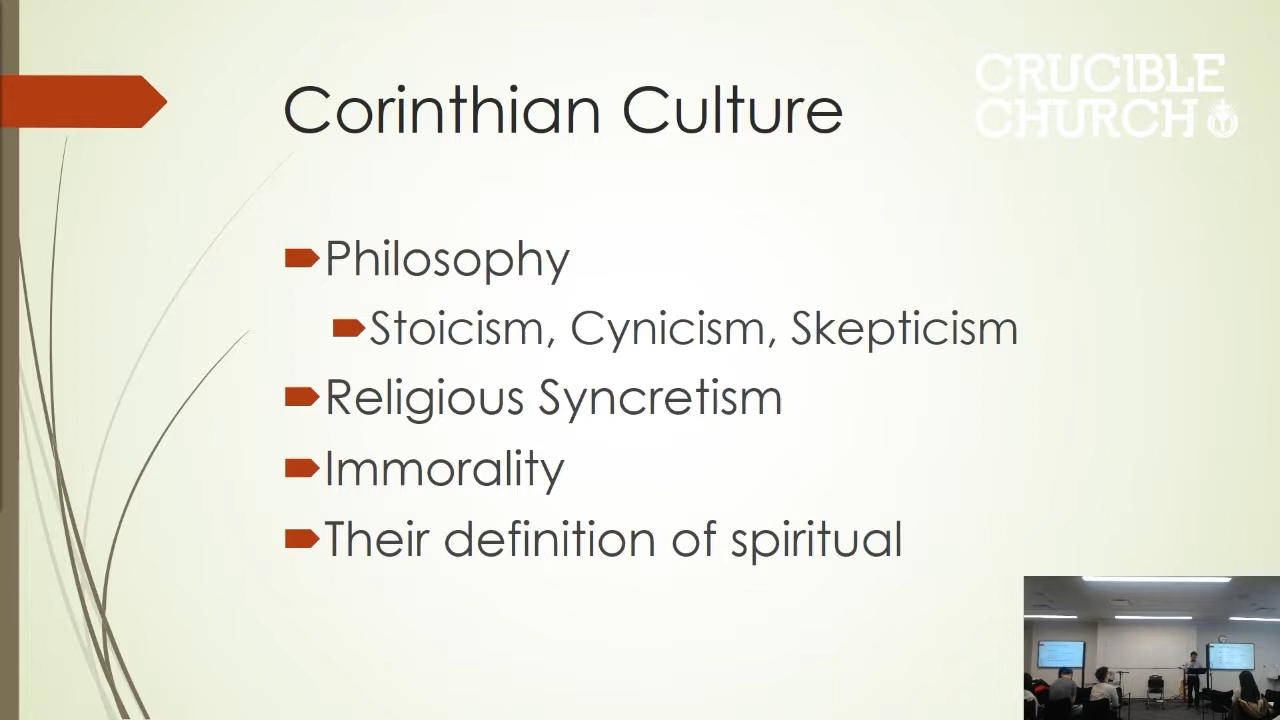 Corinthian Culture
CRUCIBLE
CHURCH
Philosophy
Stoicism, Cynicism, Skepticism
Religious Syncretism
Immorality
Their definition of spiritual